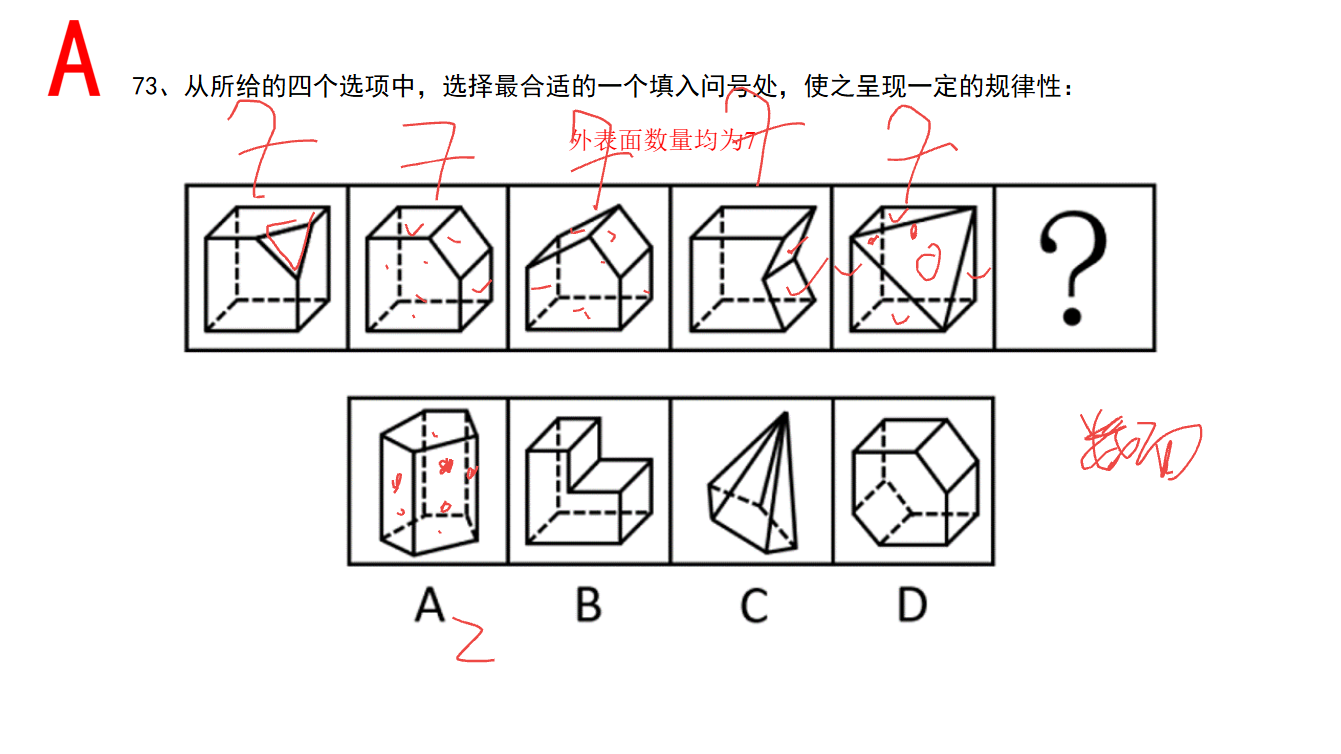 A
73、从所给的四个选项中，选择最合适的一个填入问号处，使之呈现一定的规律性：
7 7 7 7 7
外表面数量均为7
?
数面
A B C D